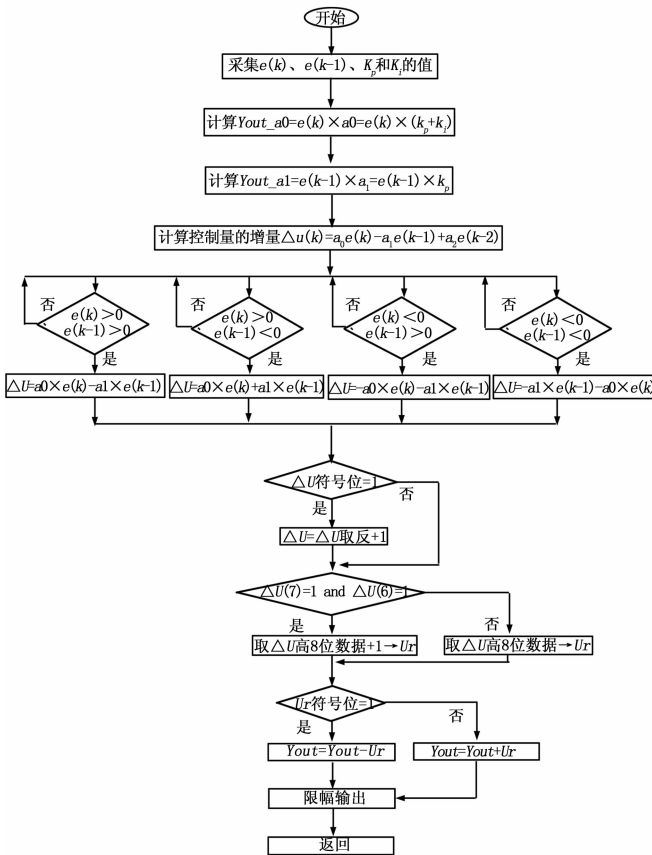 开始
采集e(k)、e(k-1)、Kp和Ki的值
计算Yout_a0=e(k)×a0=e(k)×(kp+ki)
计算Yout_a1=e(k-1)×a1=e(k-1)×kp
计算控制量的增量△u(k)=a0e(k)-a1e(k-1)+a2e(k-2)
否
e(k)＞0
e(k-1)＞0
是
否
e(k)＞0
e(k-1)＜0
是
否
e(k)＜0
e(k-1)＞0
是
否
e(k)＜0
e(k-1)＜0
是
△U=a0×e(k)-a1×e(k-1)
△U=a0×e(k)+a1×e(k-1)
△U=-a0×e(k)-a1×e(k-1)
△U=-a1×e(k-1)-a0×e(k)
△U符号位=1
否
是
△U=△U取反+1
△U(7)=1 and △U(6)=1
是
否
取△U高8位数据+1→Ur
取△U高8位数据→Ur
Ur符号位=1
是
否
Yout=Yout-Ur
Yout=Yout+Ur
限幅输出
返回